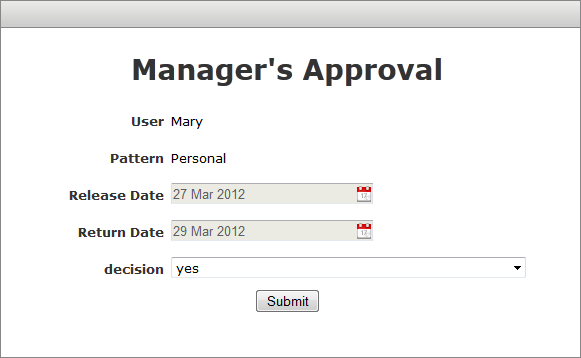 Manager's Approval
User Mary
Pattern Personal
Release Date 27 Mar 2012
Return Date 29 Mar 2012
decision yes
Submit